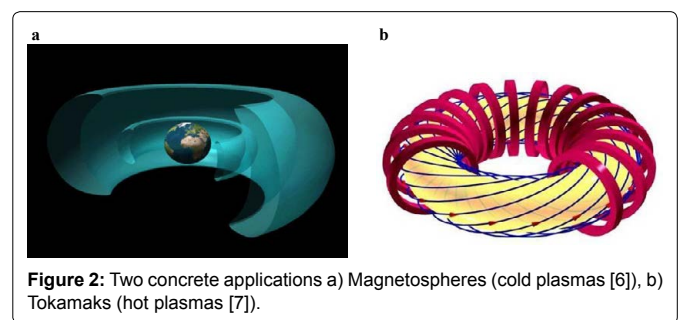 a
b
Figure 2: Two concrete applications a) Magnetospheres (cold plasmas [6]), b)
Tokamaks (hot plasmas [7]).